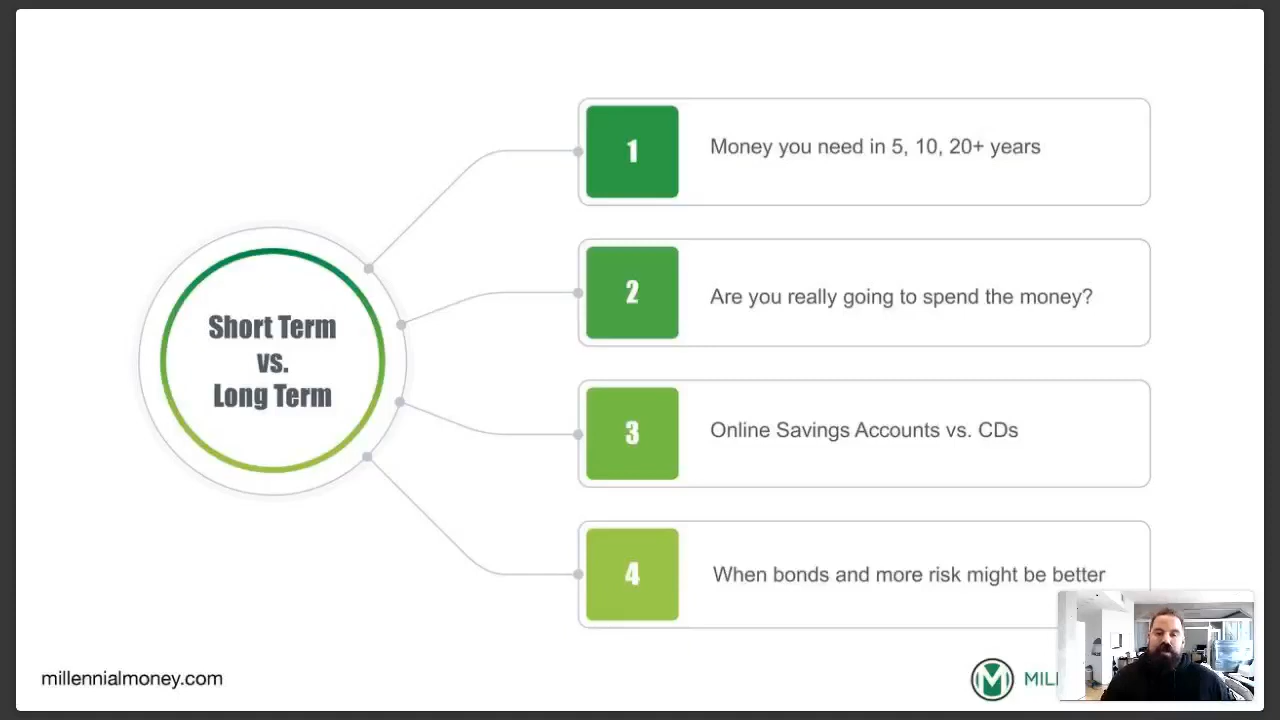 1
Money you need in 5, 10, 20+ years
2
Are you really going to spend the money?
Short Term
vs.
Long Term
3
Online Savings Accounts vs. CDs
4
When bonds and more risk might be better
millennialmoney.com
M MILL